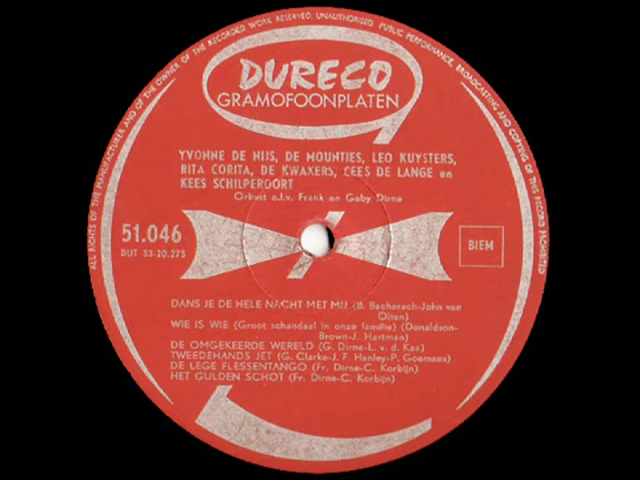 ALL RIGHTS OF THE MANUFACTURER AND OF THE OWNER OF THE RECORDED WORK RESERVED. UNAUTHORISED PUBLIC PERFORMANCE, BROADCASTING AND COPYING OF THIS RECORD PROHIBITED
DURECO
GRAMOFOONPLATEN
YVONNE DE NIJS, DE MOUNTIES, LEO KUYSTERS,
RITA CORITA, DE KWAKERS, CEES DE LANGE en
KEES SCHILPEROORT
Orkest o.l.v. Frank en Gaby Dirne
51.046
DUT 33-20.273
BIEM
DANS JE DE HELE NACHT MET MIJ (B. Bacharach-John van
Olten)
WIE IS WIE (Groot schandaal in onze familie) (Donaldson-
Brown-J. Hartman)
DE OMGEKEERDE WERELD (G. Dirne-L. v. d. Kaa)
TWEEDEHANDS JET (G. Clarke-J. F. Hanley-P. Goemans)
DE LEGE FLESSENTANGO (Fr. Dirne-C. Korbijn)
HET GULDEN SCHOT (Fr. Dirne-C. Korbijn)